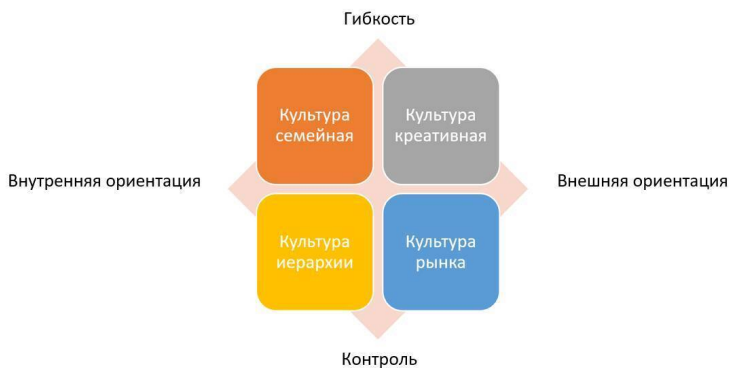 Гибкость
Культура
семейная
Культура
креативная
Внутренняя ориентация
Внешняя ориентация
Культура
иерархии
Культура
рынка
Контроль